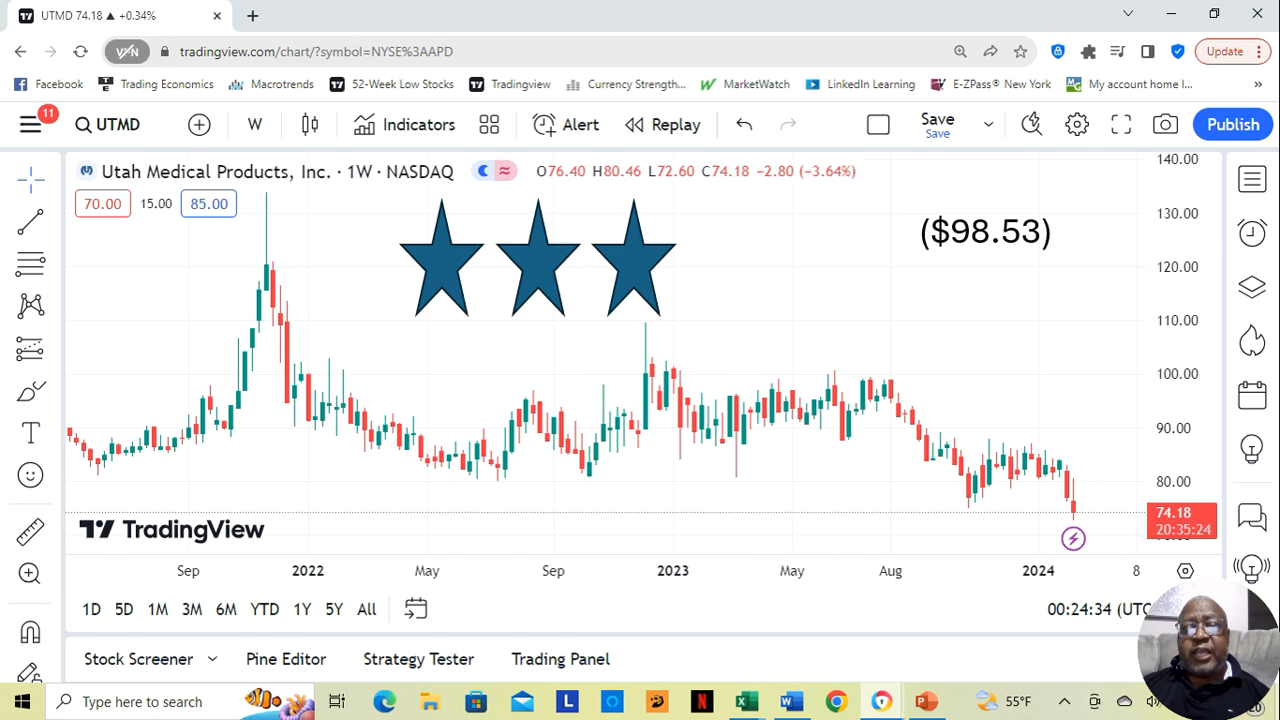 UTMD 74.18 ▲ +0.34%
tradingview.com/chart/?symbol=NYSE%3AAPD
Update
Facebook Trading Economics Macrotrends 52-Week Low Stocks Tradingview Currency Strength... MarketWatch LinkedIn Learning E-ZPass® New York My account home I... »
11
UTMD W Indicators Alert Replay Save Publish
Save
Utah Medical Products, Inc. · 1W · NASDAQ O76.40 H80.46 L72.60 C74.18 −2.80 (−3.64%)
70.00 15.00 85.00
($98.53)
140.00
130.00
120.00
110.00
100.00
90.00
80.00
74.18
20:35:24
TradingView
Sep 2022 May Sep 2023 May Aug 2024 8
1D 5D 1M 3M 6M YTD 1Y 5Y All 00:24:34 (UTC
Stock Screener Pine Editor Strategy Tester Trading Panel
Type here to search L 55°F